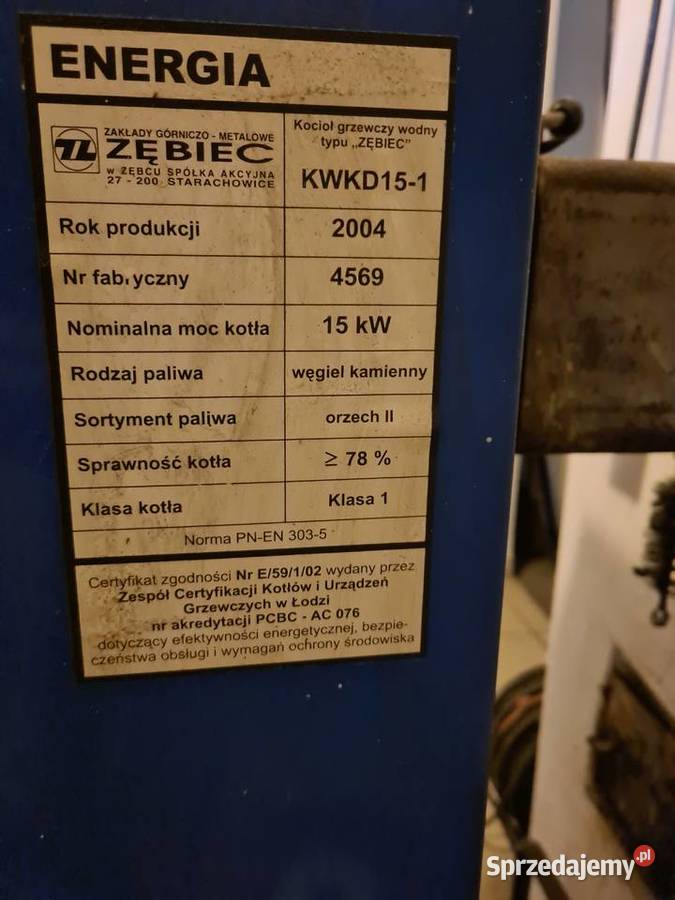 ENERGIA
ZAKŁADY GÓRNICZO - METALOWE
ZĘBIEC
W ZĘBCU SPÓŁKA AKCYJNA
27 - 200 STARACHOWICE
Kocioł grzewczy wodny
typu „ZĘBIEC"
KWKD15-1
Rok produkcji 2004
Nr fab yczny 4569
Nominalna moc kotła 15 kW
Rodzaj paliwa węgiel kamienny
Sortyment paliwa orzech II
Sprawność kotła ≥ 78 %
Klasa kotła Klasa 1
Norma PN-EN 303-5
Certyfikat zgodności Nr E/59/1/02 wydany przez
Zespół Certyfikacji Kotłów i Urządzeń
Grzewczych w Łodzi
nr akredytacji PCBC - AC 076
dotyczący efektywności energetycznej, bezpie-
czeństwa obsługi i wymagań ochrony środowiska
Sprzedajemy.pl